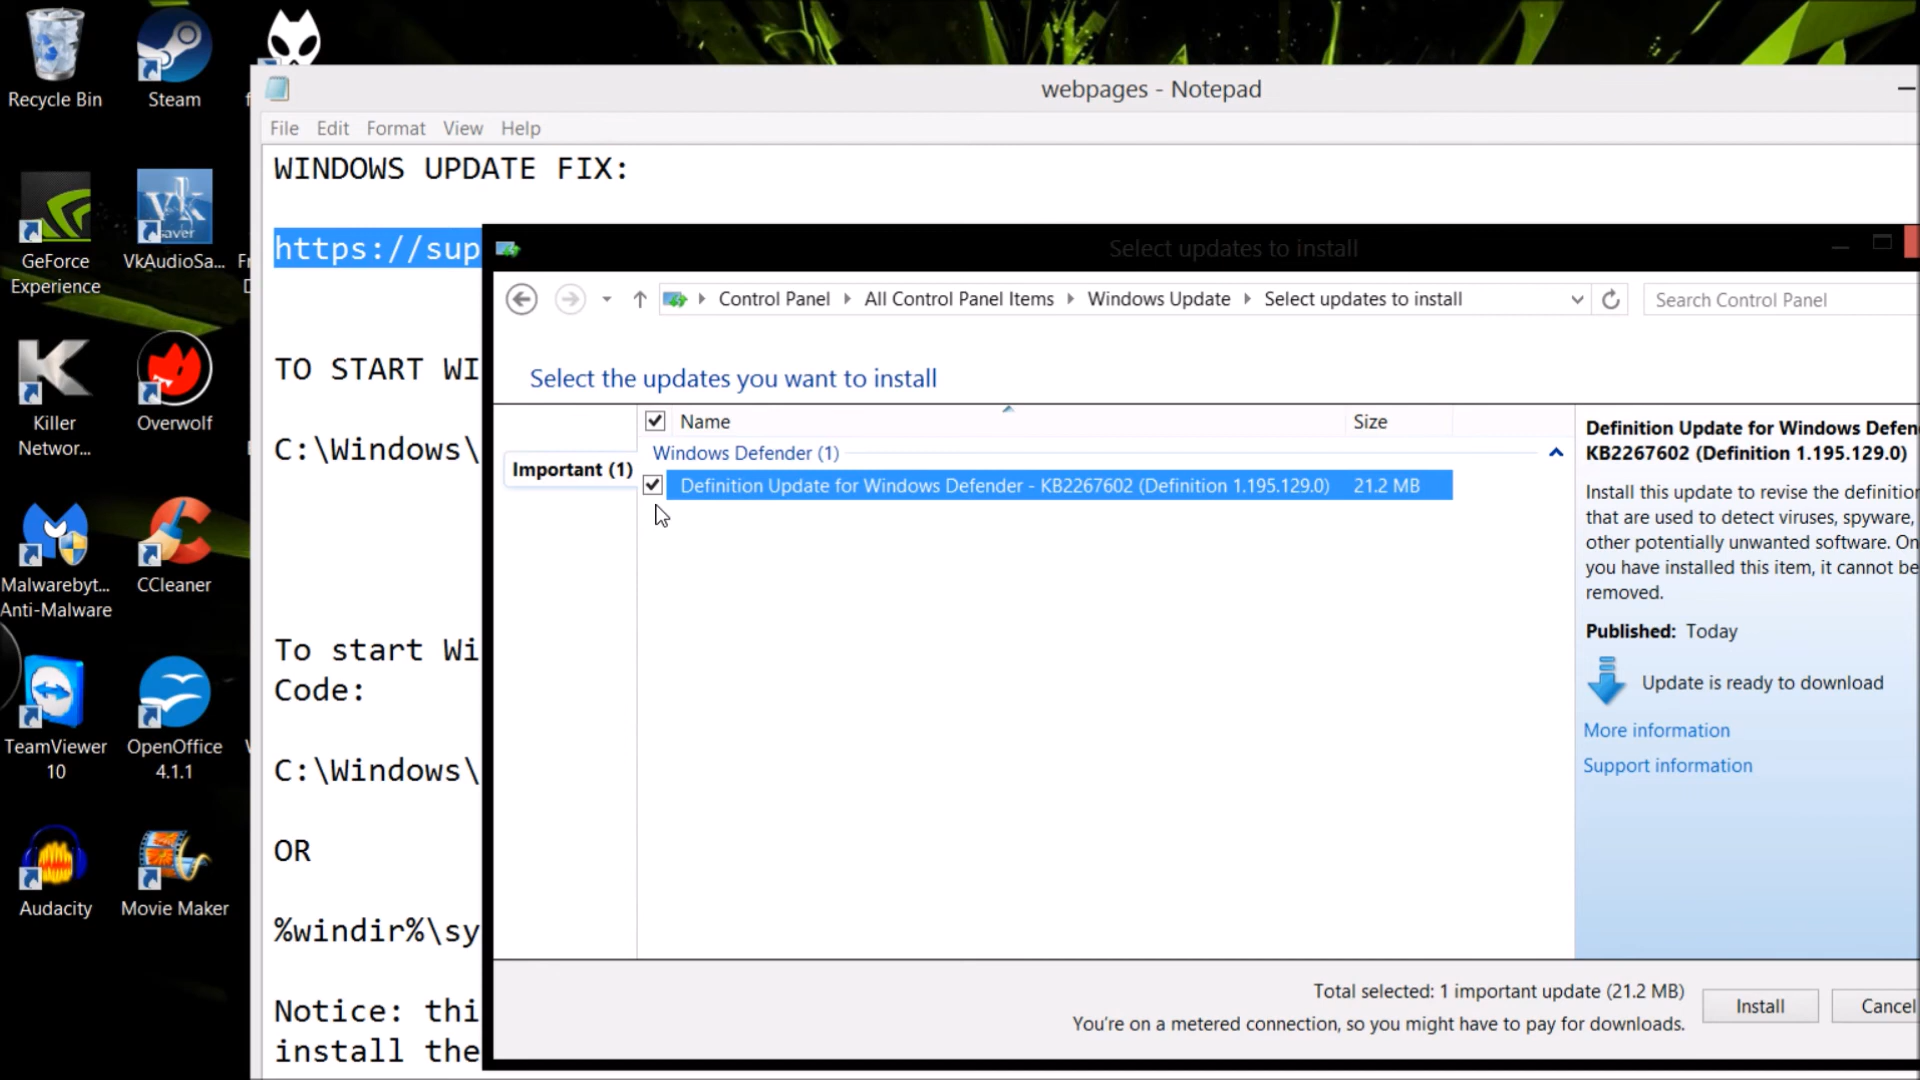 Recycle Bin
Steam
GeForce
Experience
saver
VkAudioSa...
Killer
Networ...
Overwolf
Malwarebyt...
Anti-Malware
CCleaner
TeamViewer
10
OpenOffice
4.1.1
Audacity
Movie Maker
webpages - Notepad
File Edit Format View Help
WINDOWS UPDATE FIX:
https://sup
TO START WI
C:\Windows\
To start Wi
Code:
C:\Windows\
OR
%windir%\sy
Notice: thi
install the
Select updates to install
Control Panel All Control Panel Items Windows Update Select updates to install
Search Control Panel
Select the updates you want to install
Name Size
Windows Defender (1)
Important (1)
Definition Update for Windows Defender - KB2267602 (Definition 1.195.129.0) 21.2 MB
Definition Update for Windows Defen
KB2267602 (Definition 1.195.129.0)
Install this update to revise the definition
that are used to detect viruses, spyware,
other potentially unwanted software. On
you have installed this item, it cannot be
removed.
Published: Today
Update is ready to download
More information
Support information
Total selected: 1 important update (21.2 MB)
You're on a metered connection, so you might have to pay for downloads.
Install
Cancel